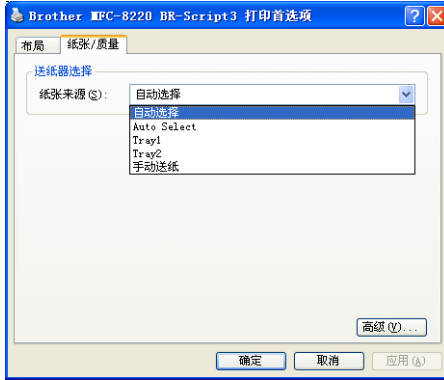 Brother MFC-8220 BR-Script3 打印首选项
布局 纸张/质量
送纸器选择
纸张来源(S): 自动选择
自动选择
Auto Select
Tray1
Tray2
手动送纸
高级(V)...
确定 取消 应用(A)